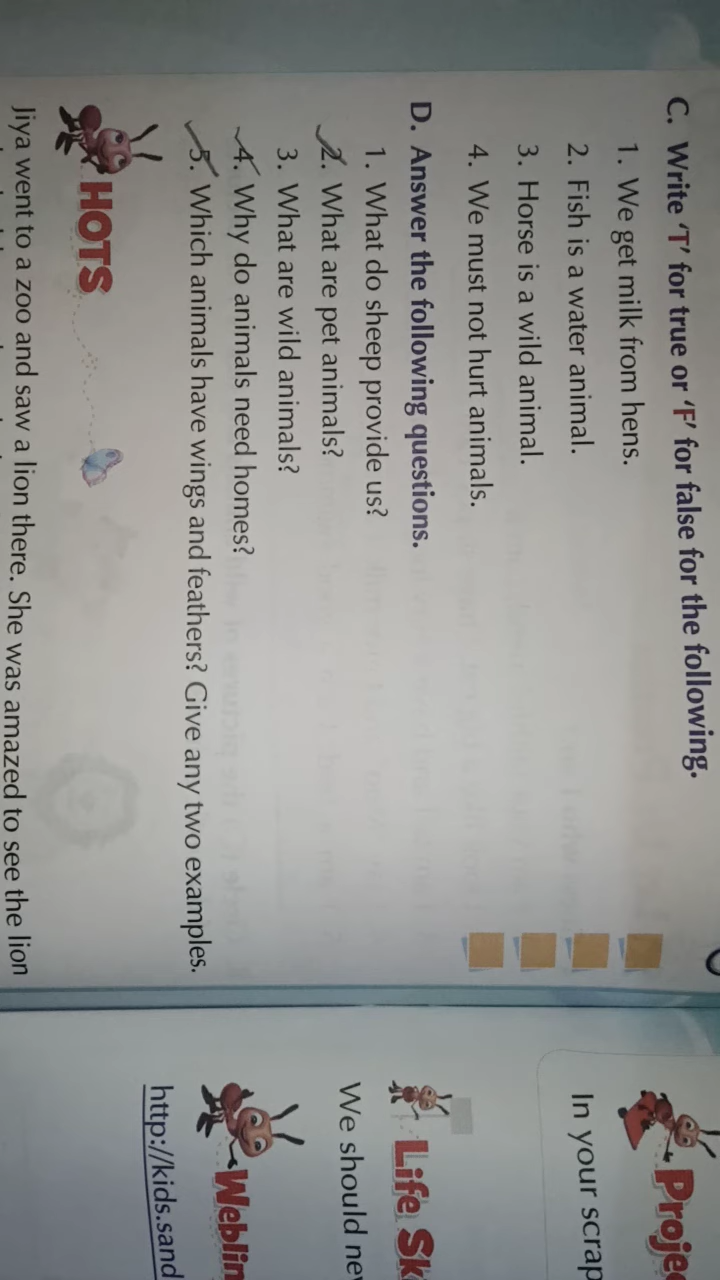 C. Write ‘T’ for true or ‘F’ for false for the following.
1. We get milk from hens.
2. Fish is a water animal.
3. Horse is a wild animal.
4. We must not hurt animals.
D. Answer the following questions.
1. What do sheep provide us?
2. What are pet animals?
3. What are wild animals?
4. Why do animals need homes?
5. Which animals have wings and feathers? Give any two examples.
HOTS
Jiya went to a zoo and saw a lion there. She was amazed to see the lion
In your
Life
We should
http://kids.sand